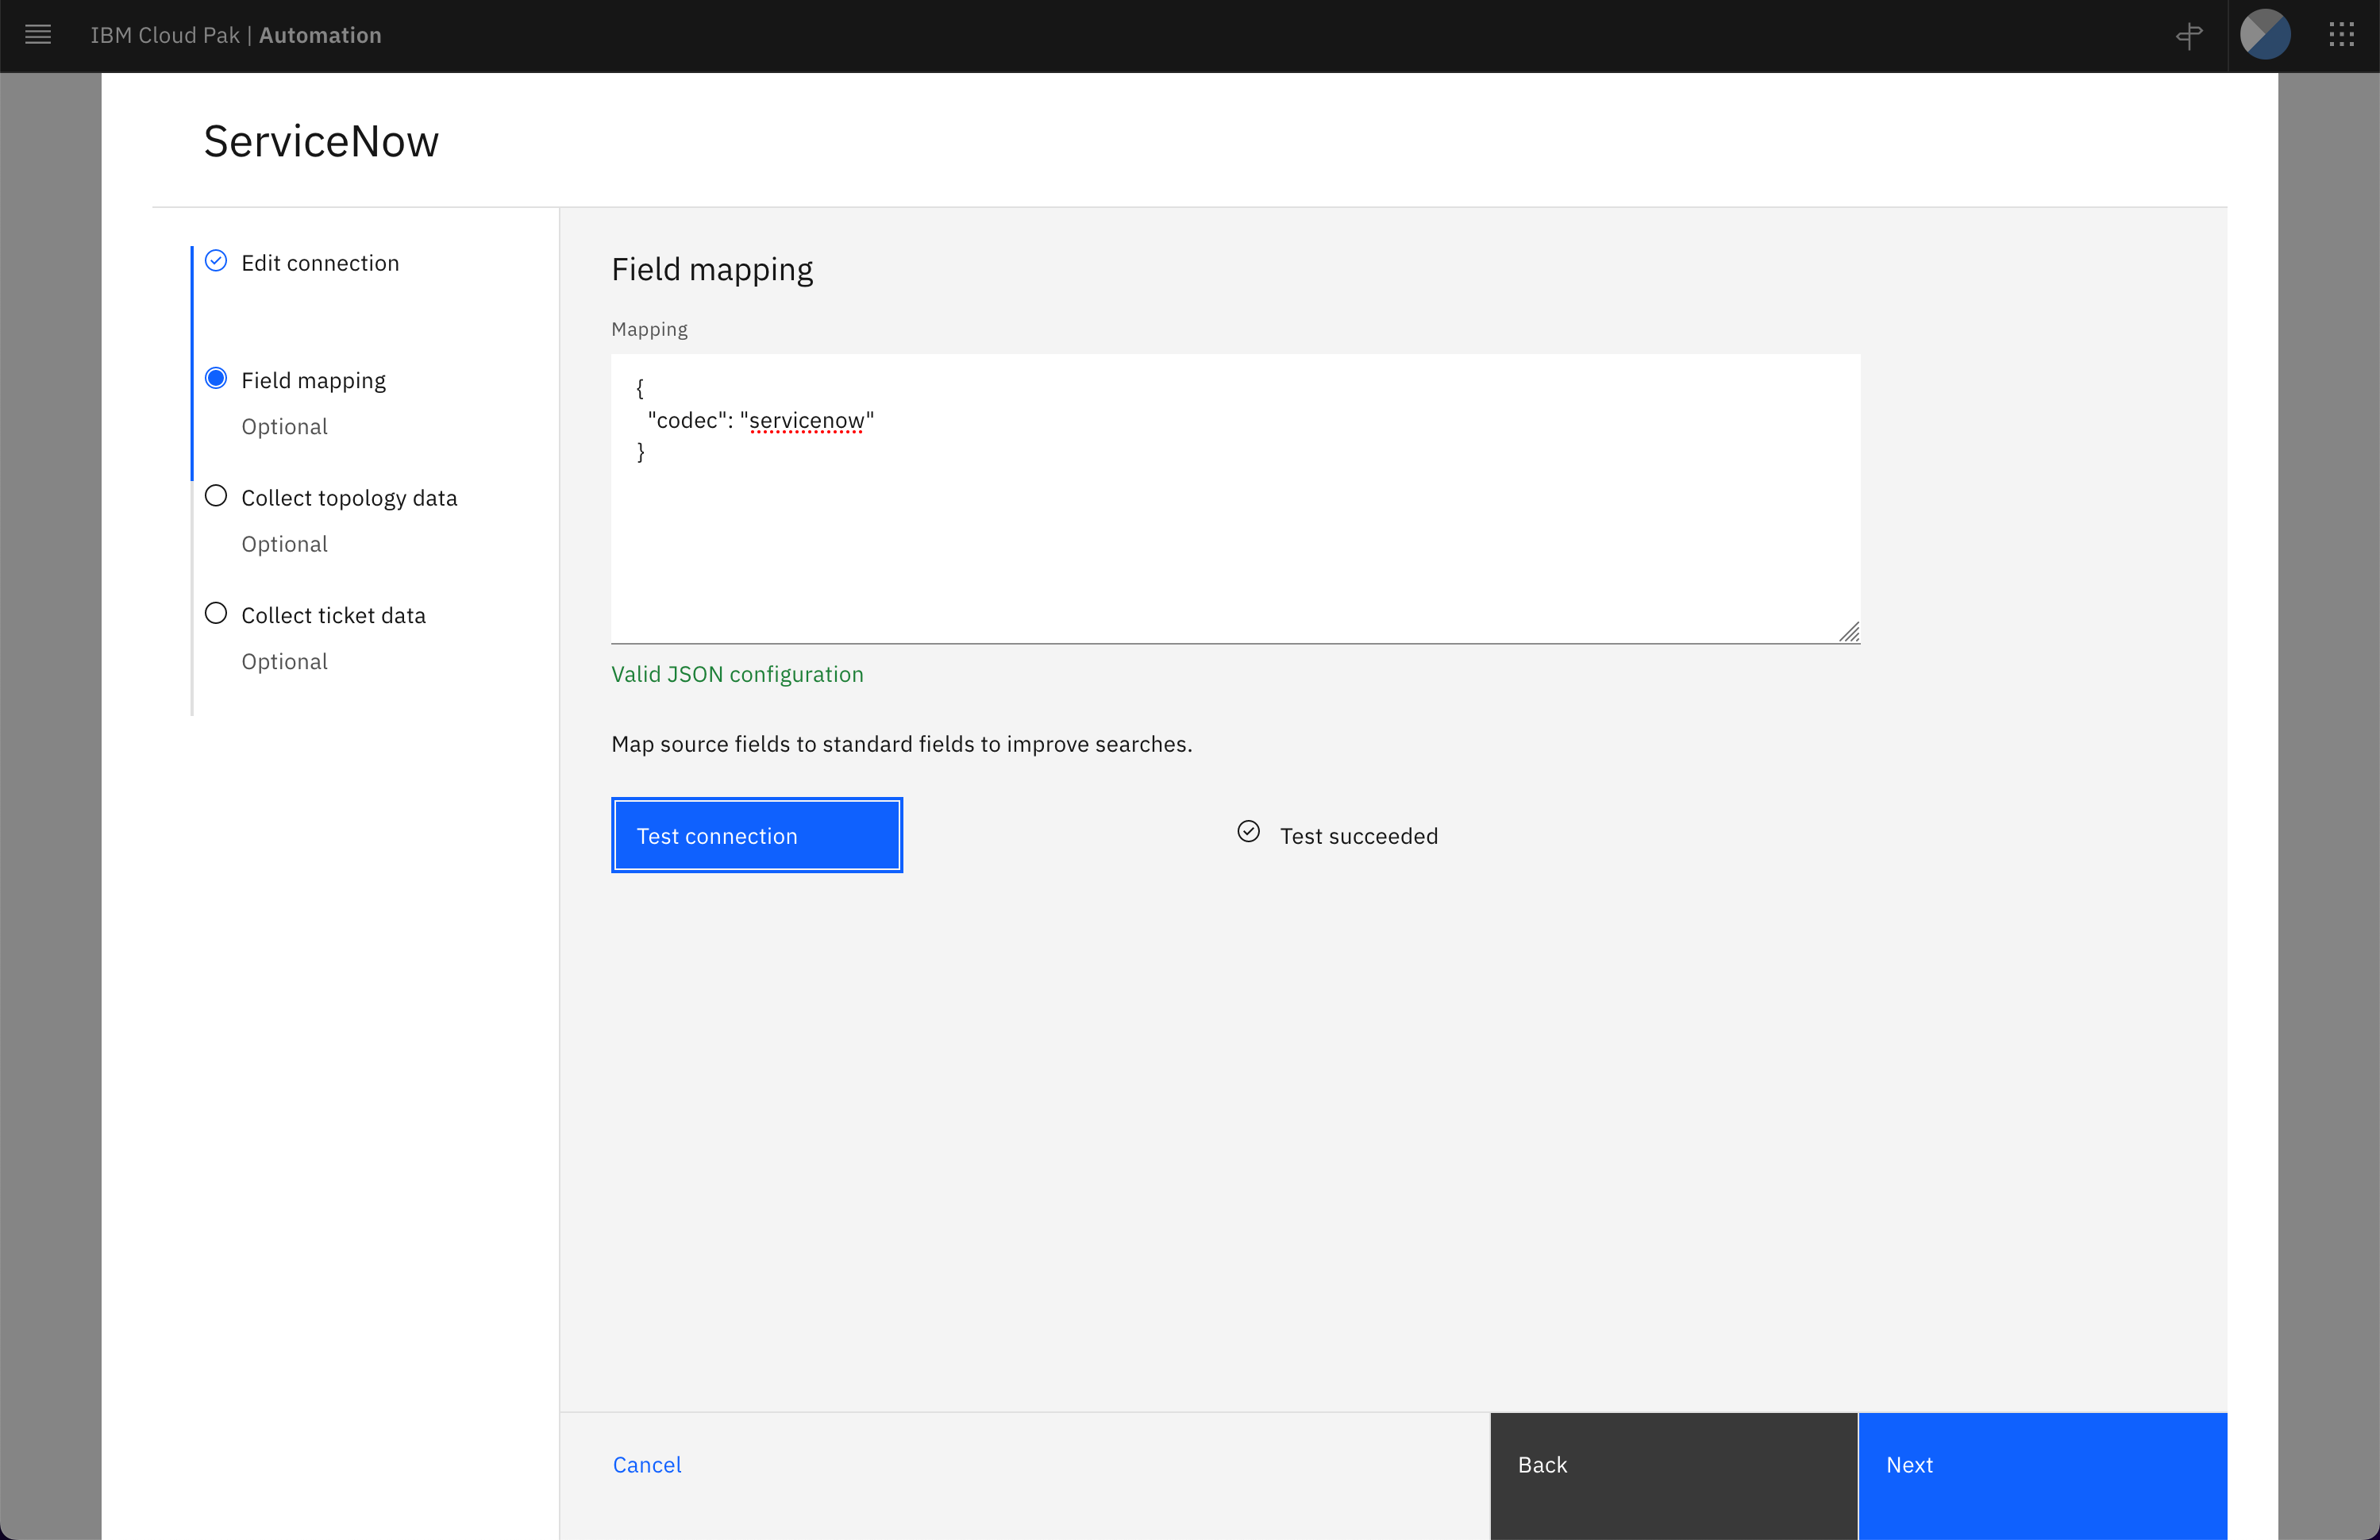 IBM Cloud Pak | Automation
ServiceNow
Edit connection
Field mapping
Optional
Collect topology data
Optional
Collect ticket data
Optional
Field mapping
Mapping
{
"codec": "servicenow"
}
Valid JSON configuration
Map source fields to standard fields to improve searches.
Test connection
Test succeeded
Cancel
Back
Next